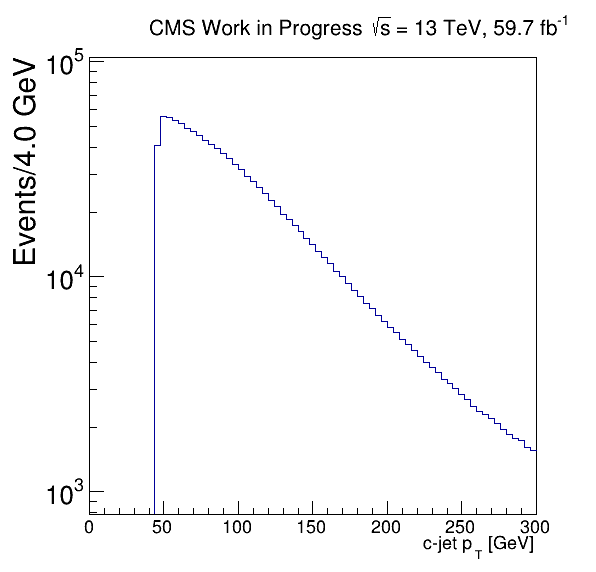 CMS Work in Progress √s = 13 TeV, 59.7 fb⁻¹
Events/4.0 GeV
10⁵
10⁴
10³
0 50 100 150 200 250 300
c-jet p_T [GeV]